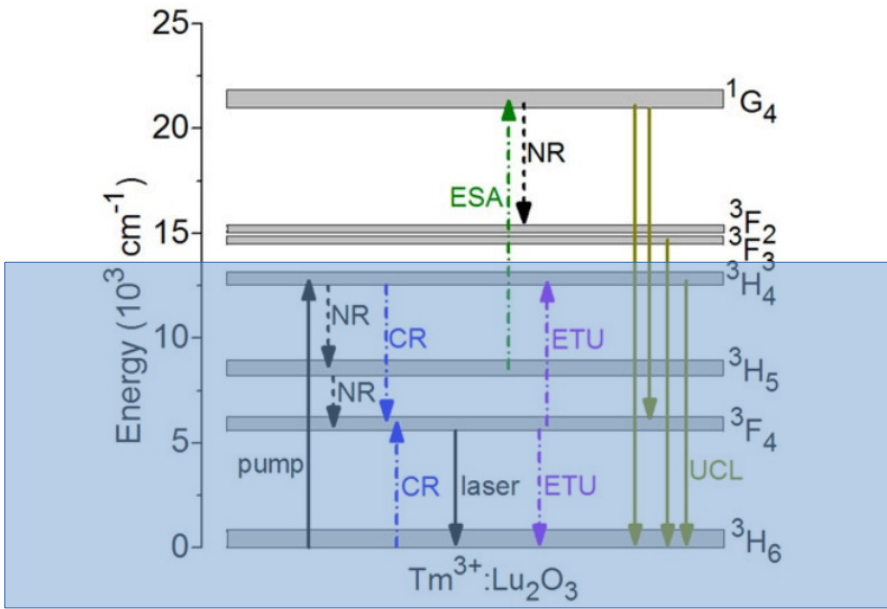 25
¹G₄
20
NR
ESA
³F₂
15
³F₃
³H₄
NR
CR
ETU
10
³H₅
NR
³F₄
5
pump
CR
laser
ETU
UCL
0
³H₆
Energy (10³ cm⁻¹)
Tm³⁺:Lu₂O₃